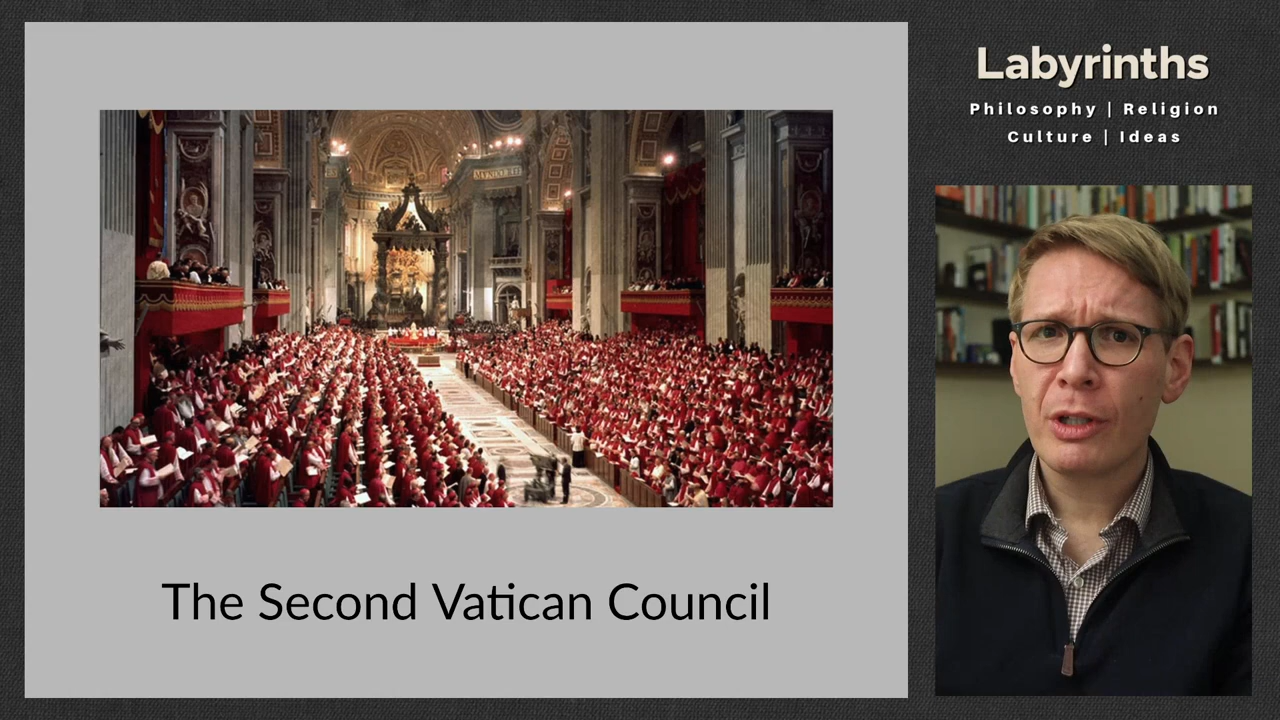 Labyrinths
Philosophy | Religion
Culture | Ideas
The Second Vatican Council